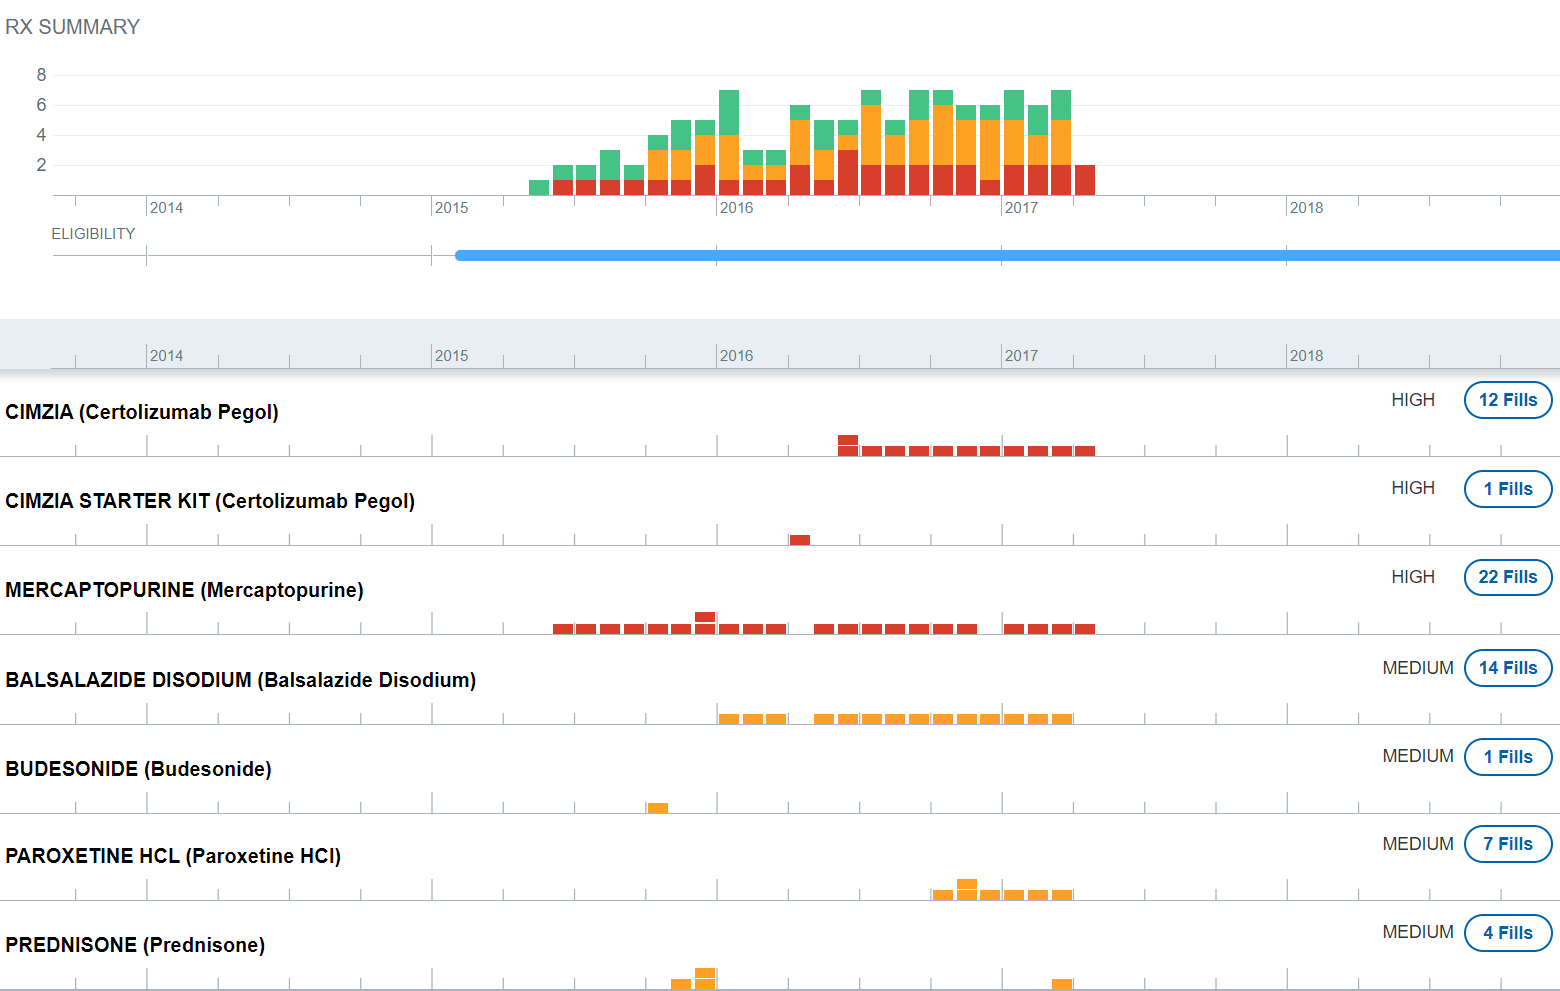 RX SUMMARY
8
6
4
2
2014 2015 2016 2017 2018
ELIGIBILITY
2014 2015 2016 2017 2018
CIMZIA (Certolizumab Pegol) HIGH 12 Fills
CIMZIA STARTER KIT (Certolizumab Pegol) HIGH 1 Fills
MERCAPTOPURINE (Mercaptopurine) HIGH 22 Fills
BALSALAZIDE DISODIUM (Balsalazide Disodium) MEDIUM 14 Fills
BUDESONIDE (Budesonide) MEDIUM 1 Fills
PAROXETINE HCL (Paroxetine HCl) MEDIUM 7 Fills
PREDNISONE (Prednisone) MEDIUM 4 Fills